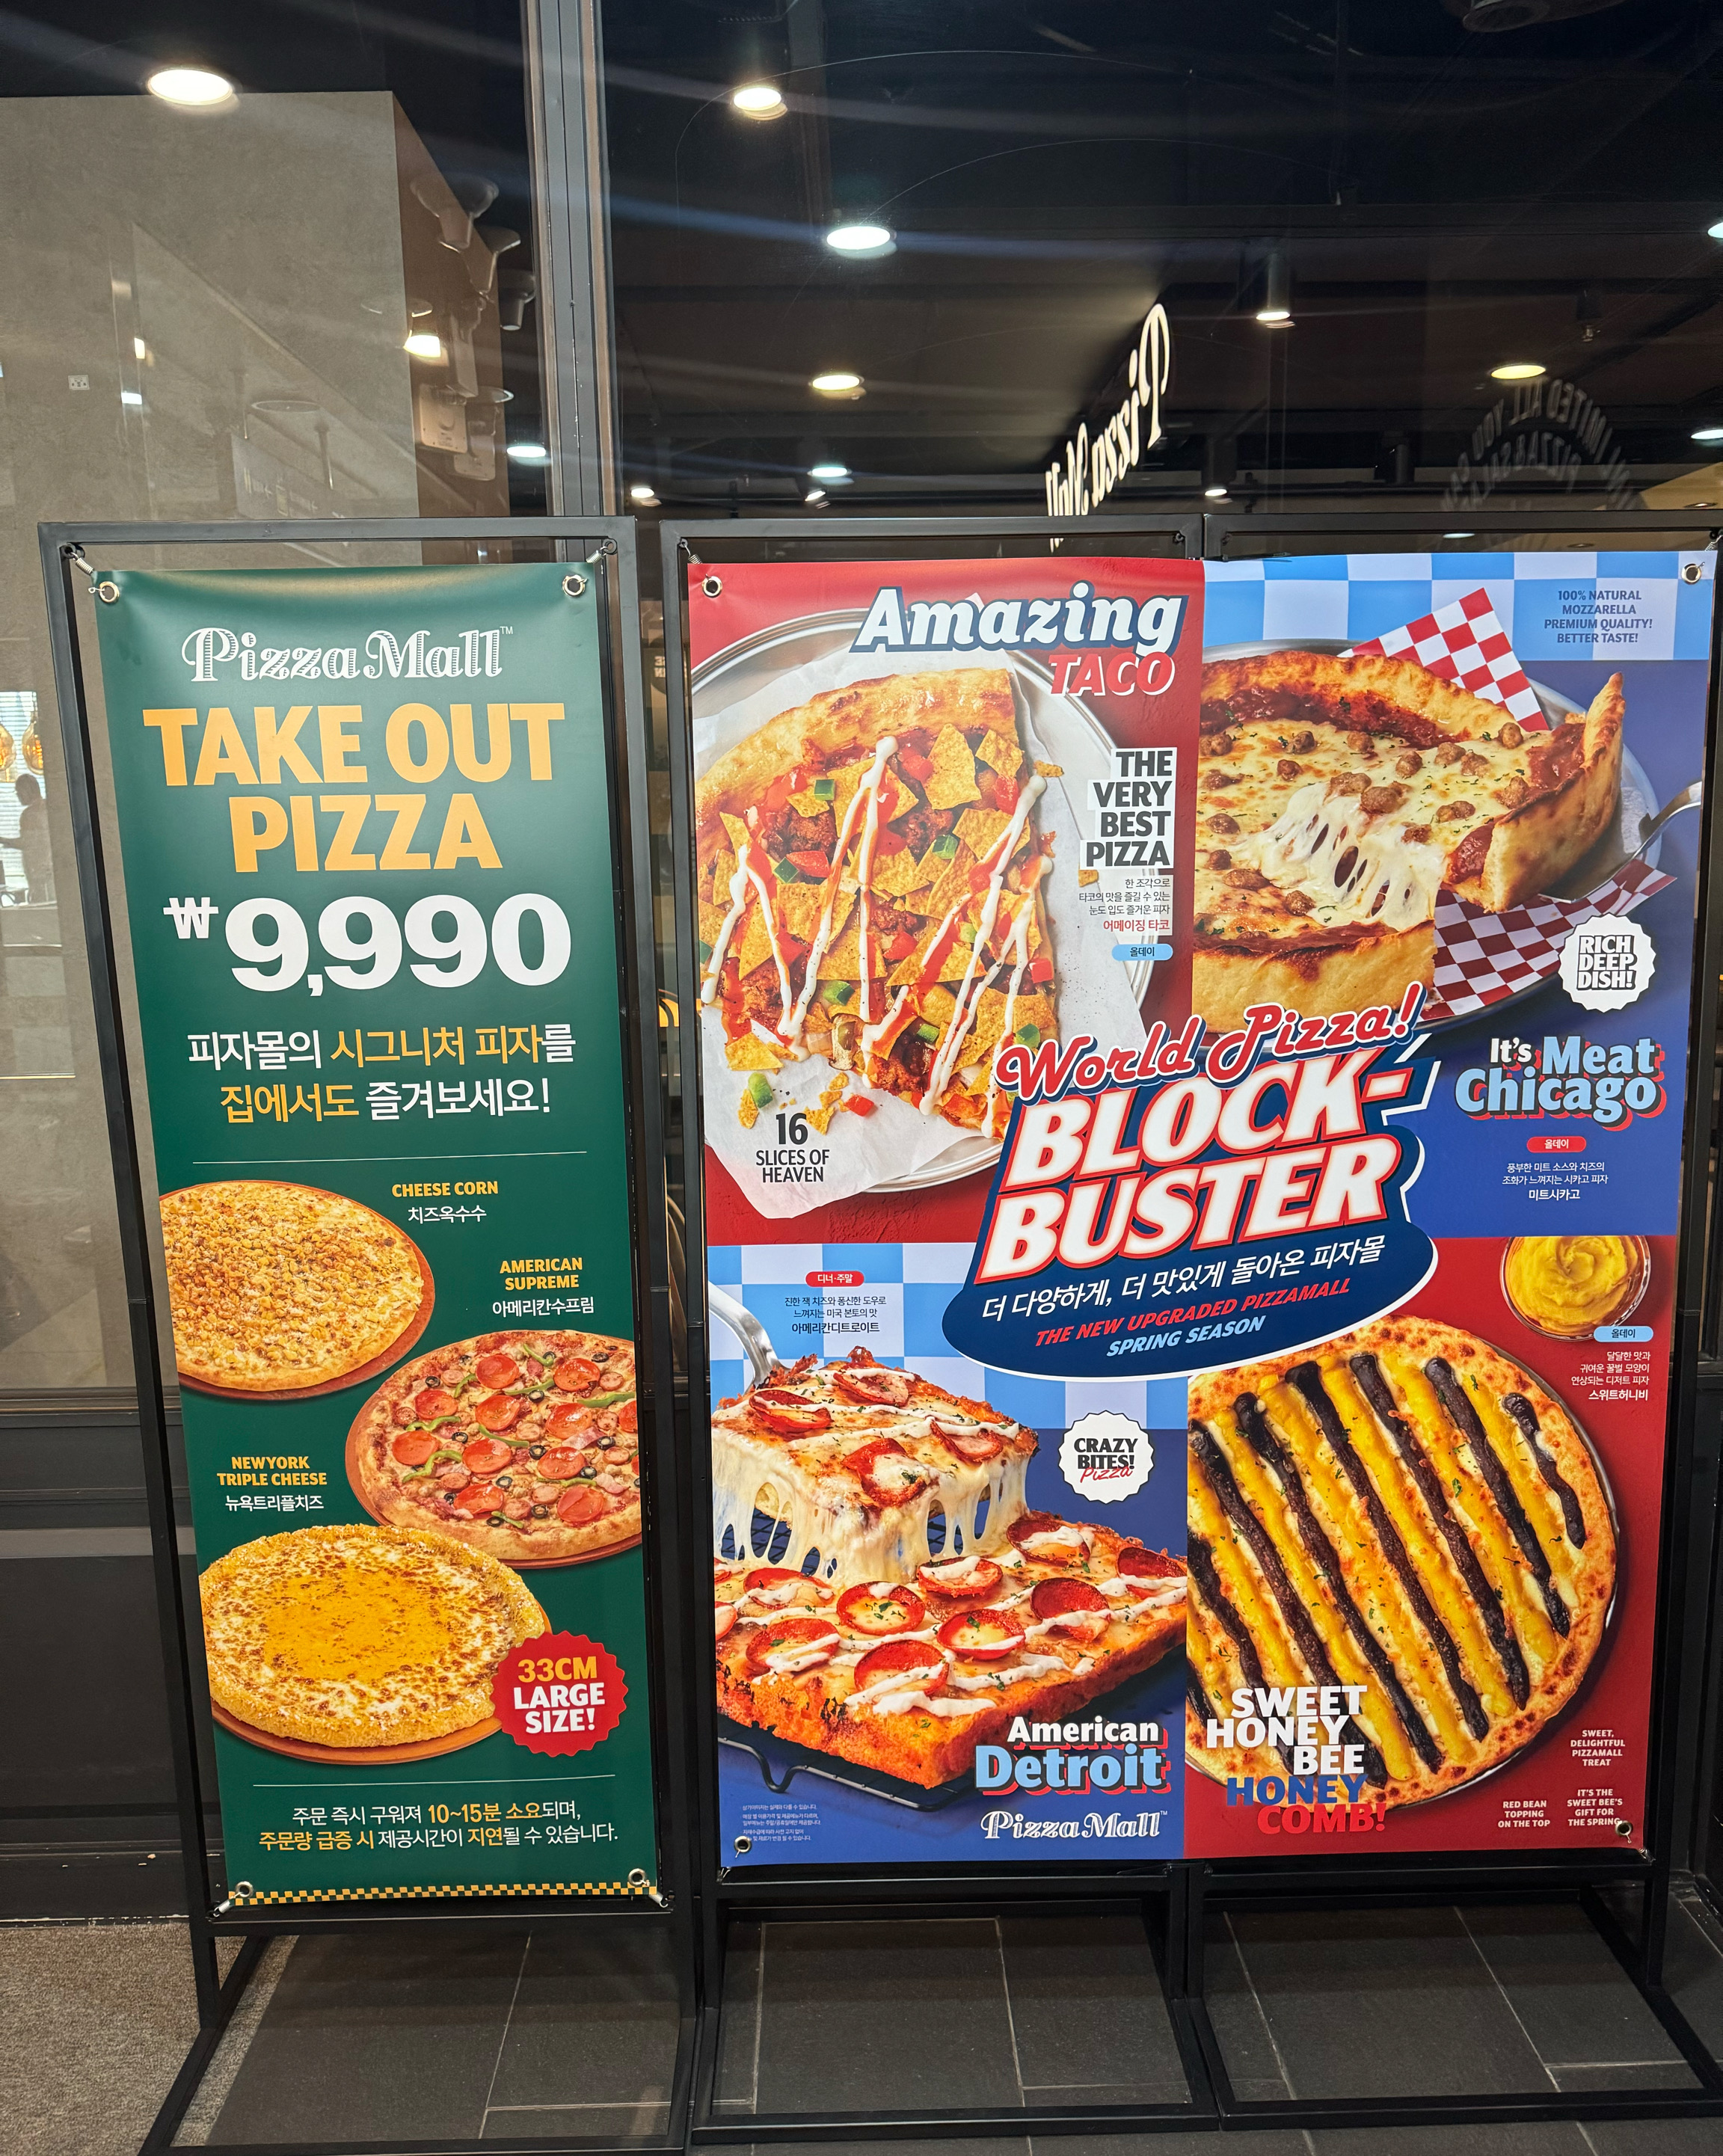 Pizza Mall
Pizza Mall™
TAKE OUT
PIZZA
₩9,990
피자몰의 시그니처 피자를
집에서도 즐겨보세요!
CHEESE CORN
치즈옥수수
AMERICAN
SUPREME
아메리칸수프림
NEWYORK
TRIPLE CHEESE
뉴욕트리플치즈
33CM
LARGE
SIZE!
주문 즉시 구워져 10~15분 소요되며,
주문량 급증 시 제공시간이 지연될 수 있습니다.
Amazing
TACO
THE
VERY
BEST
PIZZA
한 조각으로
타코의 맛을 즐길 수 있는
눈도 입도 즐거운 피자
어메이징 타코
올데이
16
SLICES OF
HEAVEN
100% NATURAL
MOZZARELLA
PREMIUM QUALITY!
BETTER TASTE!
RICH
DEEP
DISH!
It's Meat
Chicago
올데이
풍부한 미트 소스와 치즈의
조화가 느껴지는 시카고 피자
미트시카고
World Pizza!
BLOCK-
BUSTER
더 다양하게, 더 맛있게 돌아온 피자몰
THE NEW UPGRADED PIZZAMALL
SPRING SEASON
디너·주말
진한 잭 치즈와 퐁신한 도우로
느껴지는 미국 본토의 맛
아메리칸디트로이트
CRAZY
BITES!
Pizza
American
Detroit
Pizza Mall™
올데이
달달한 맛과
귀여운 꿀벌 모양이
연상되는 디저트 피자
스위트허니비
SWEET
HONEY
BEE
HONEY
COMB!
SWEET,
DELIGHTFUL
PIZZAMALL
TREAT
RED BEAN
TOPPING
ON THE TOP
IT'S THE
SWEET BEE'S
GIFT FOR
THE SPRING